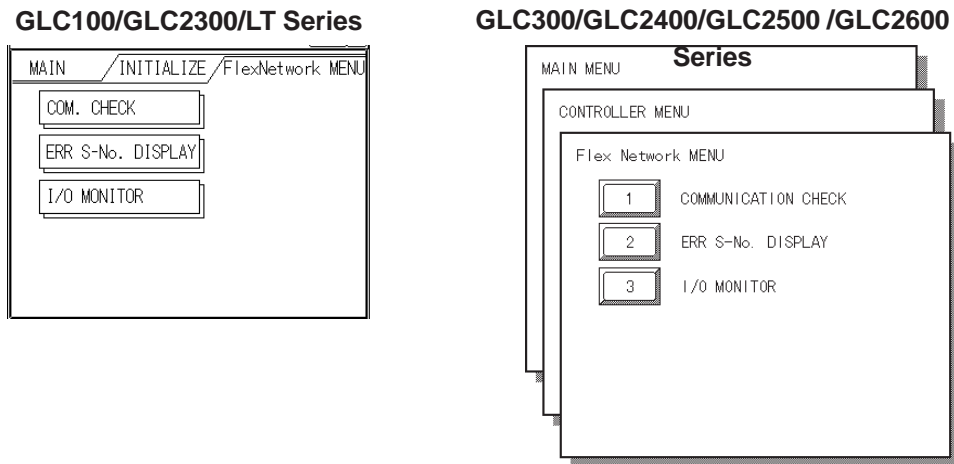 GLC100/GLC2300/LT Series
MAIN INITIALIZE FlexNetwork MENU
COM. CHECK
ERR S-No. DISPLAY
I/O MONITOR
GLC300/GLC2400/GLC2500 /GLC2600
Series
MAIN MENU
CONTROLLER MENU
Flex Network MENU
1 COMMUNICATION CHECK
2 ERR S-No. DISPLAY
3 I/O MONITOR